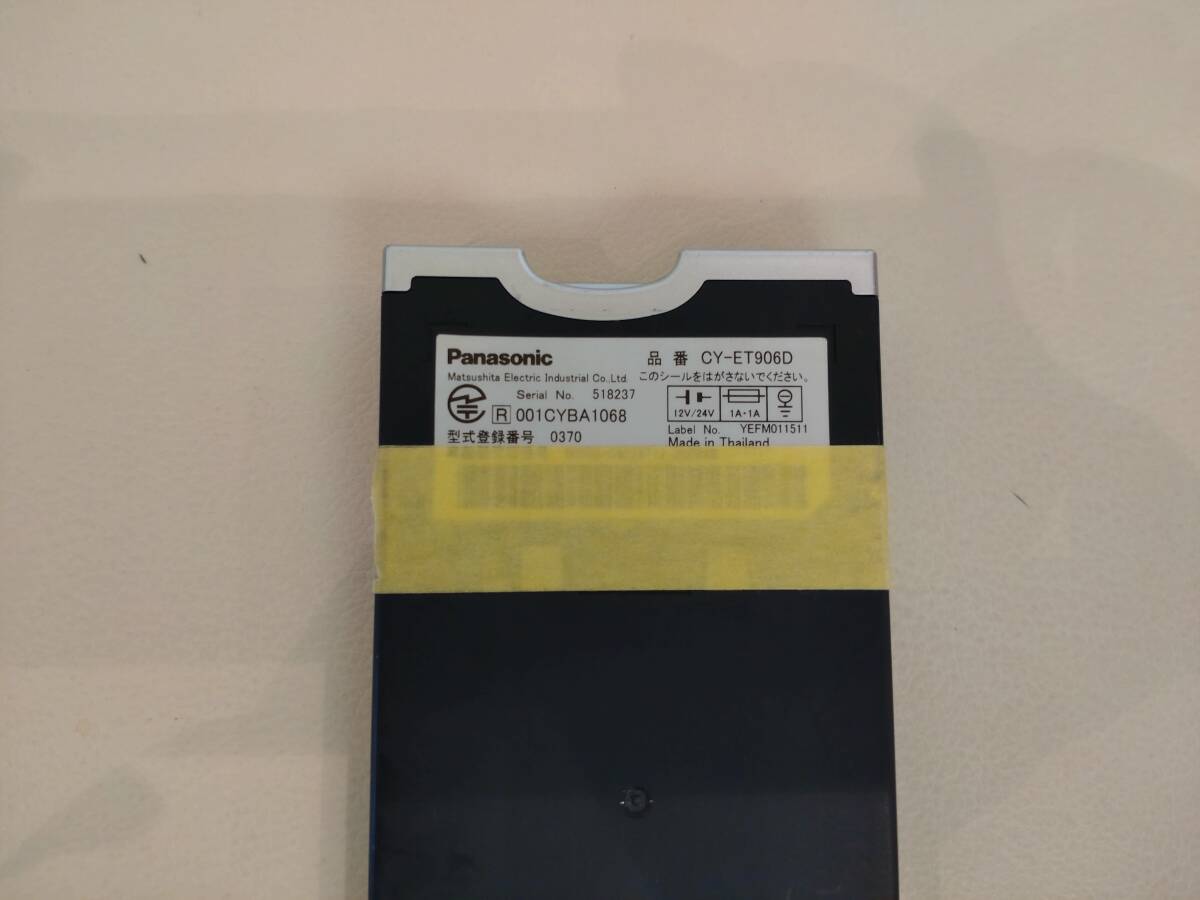 Panasonic 品番 CY-ET906D
Matsushita Electric Industrial Co.,Ltd. このシールをはがさないでください。
Serial No. 518237
R 001CYBA1068
12V/24V 1A・1A
型式登録番号 0370
Label No. YEFM011511
Made in Thailand